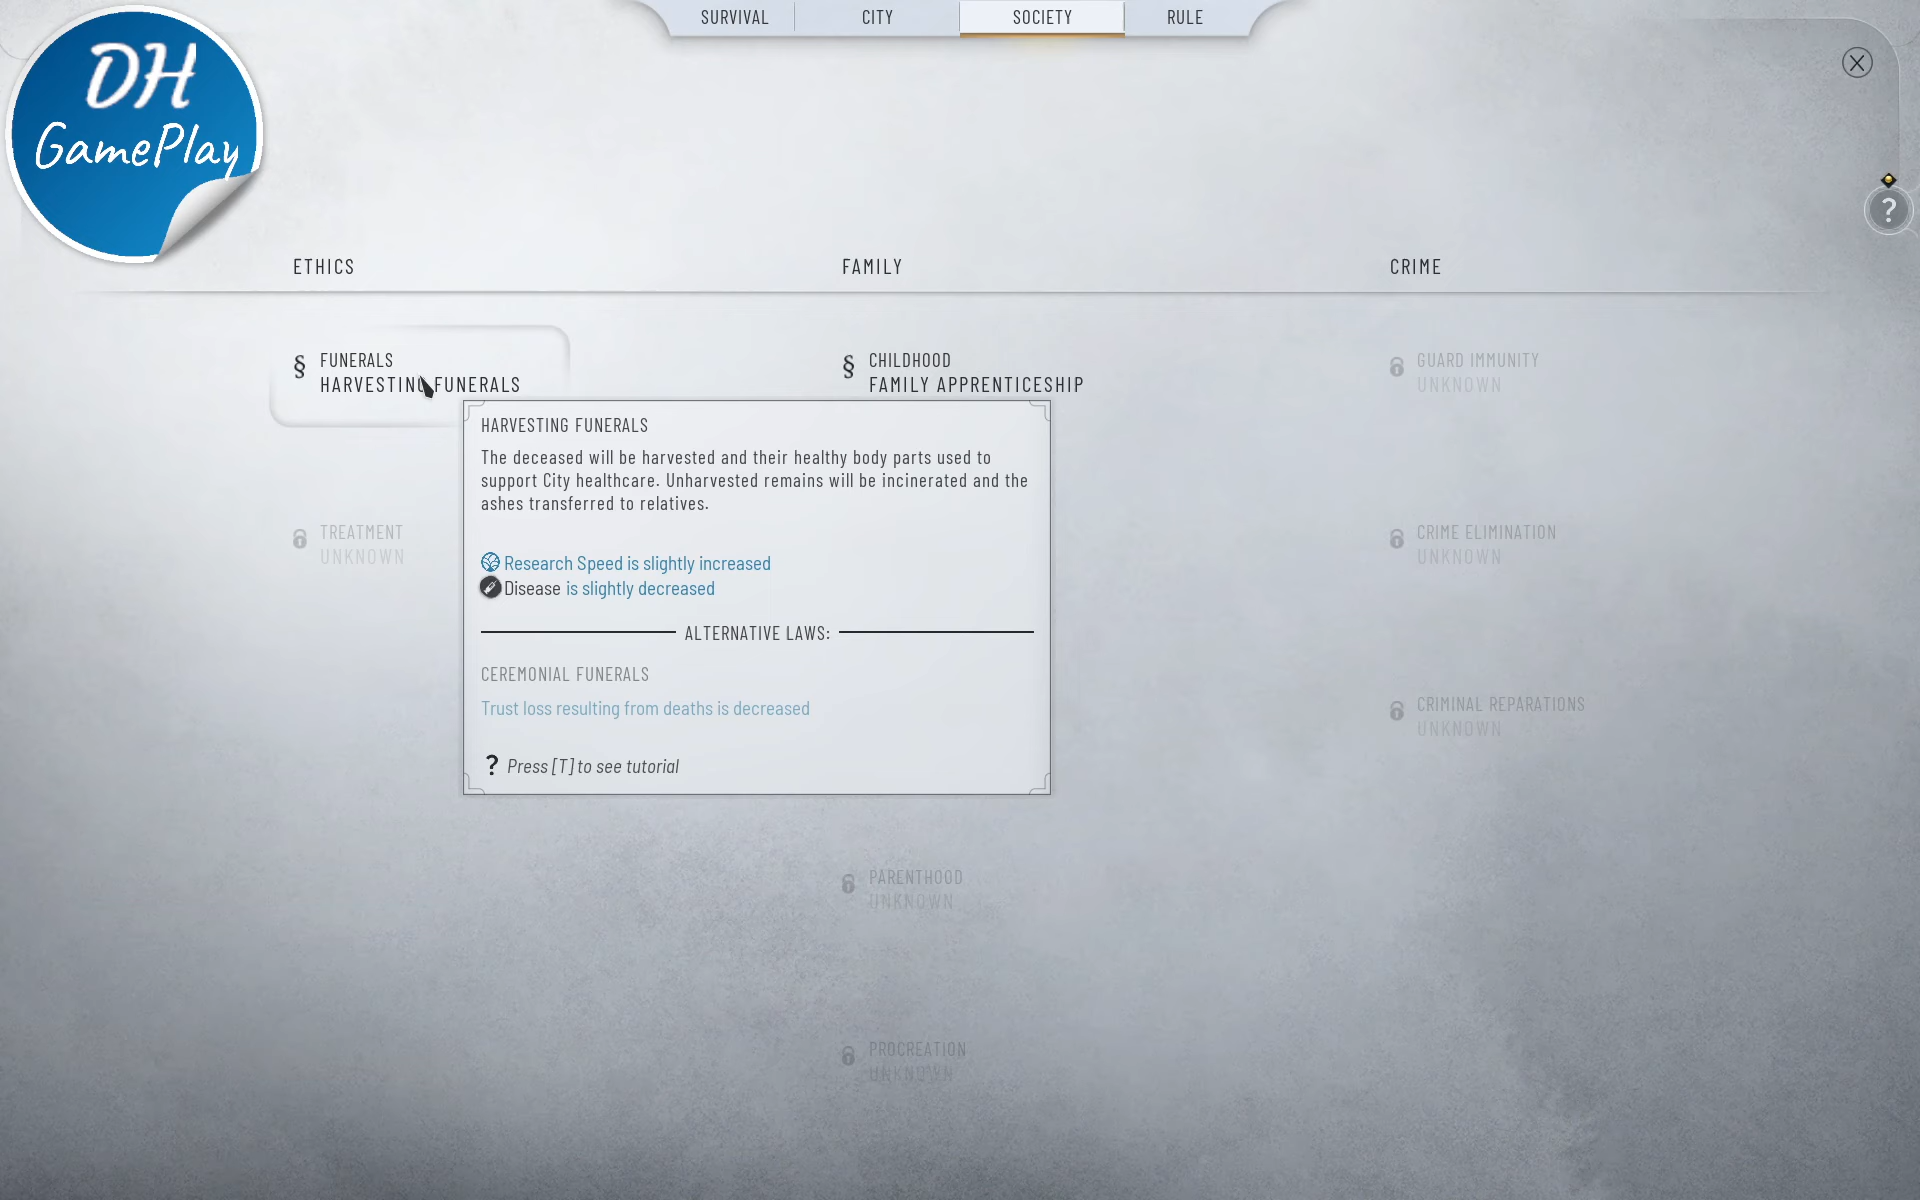 SURVIVAL
CITY
SOCIETY
RULE
DH
GamePlay
?
ETHICS
FAMILY
CRIME
§ FUNERALS
HARVESTING FUNERALS
§ CHILDHOOD
FAMILY APPRENTICESHIP
GUARD IMMUNITY
UNKNOWN
HARVESTING FUNERALS
The deceased will be harvested and their healthy body parts used to
support City healthcare. Unharvested remains will be incinerated and the
ashes transferred to relatives.
Research Speed is slightly increased
Disease is slightly decreased
ALTERNATIVE LAWS:
CEREMONIAL FUNERALS
Trust loss resulting from deaths is decreased
? Press [T] to see tutorial
TREATMENT
UNKNOWN
CRIME ELIMINATION
UNKNOWN
CRIMINAL REPARATIONS
UNKNOWN
PARENTHOOD
UNKNOWN
PROCREATION
UNKNOWN